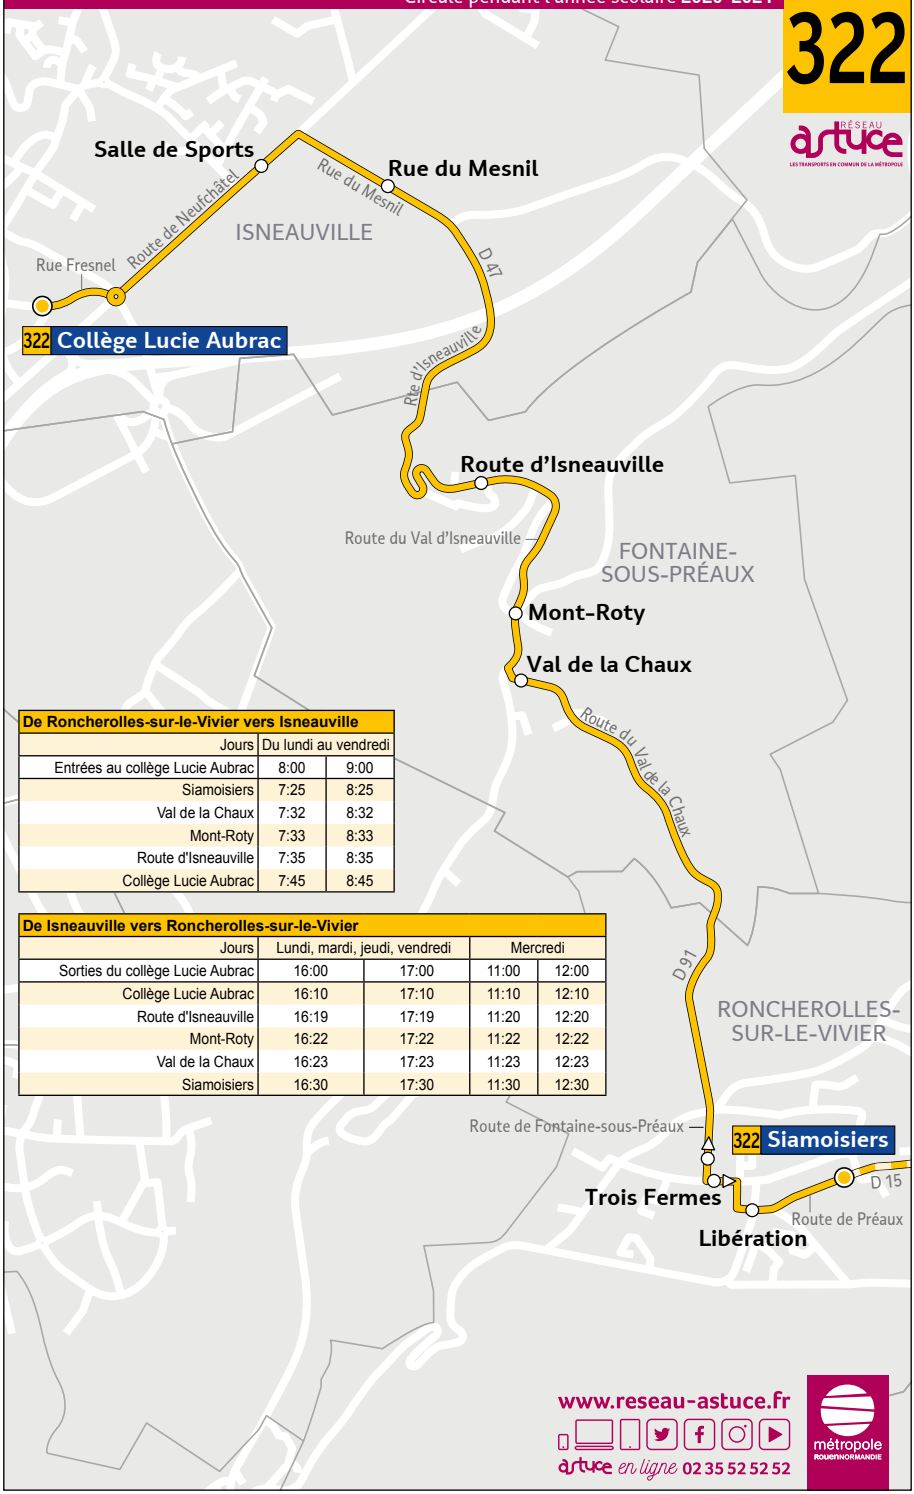 Circule pendant l'année scolaire 2023-2024
322
RÉSEAU
astuce
LES TRANSPORTS EN COMMUN DE LA MÉTROPOLE
Salle de Sports
Rue du Mesnil
Rue du Mesnil
Route de Neufchâtel
ISNEAUVILLE
D 47
Rue Fresnel
322 Collège Lucie Aubrac
Rte d'Isneauville
Route d'Isneauville
Route du Val d'Isneauville
FONTAINE-
SOUS-PRÉAUX
Mont-Roty
Val de la Chaux
Route du Val de la Chaux
De Roncherolles-sur-le-Vivier vers Isneauville
Jours Du lundi au vendredi
Entrées au collège Lucie Aubrac 8:00 9:00
Siamoisiers 7:25 8:25
Val de la Chaux 7:32 8:32
Mont-Roty 7:33 8:33
Route d'Isneauville 7:35 8:35
Collège Lucie Aubrac 7:45 8:45
De Isneauville vers Roncherolles-sur-le-Vivier
Jours Lundi, mardi, jeudi, vendredi Mercredi
Sorties du collège Lucie Aubrac 16:00 17:00 11:00 12:00
Collège Lucie Aubrac 16:10 17:10 11:10 12:10
Route d'Isneauville 16:19 17:19 11:20 12:20
Mont-Roty 16:22 17:22 11:22 12:22
Val de la Chaux 16:23 17:23 11:23 12:23
Siamoisiers 16:30 17:30 11:30 12:30
D 91
RONCHEROLLES-
SUR-LE-VIVIER
Route de Fontaine-sous-Préaux
322 Siamoisiers
D 15
Trois Fermes
Route de Préaux
Libération
www.reseau-astuce.fr
astuce en ligne 02 35 52 52 52
métropole
ROUENNORMANDIE